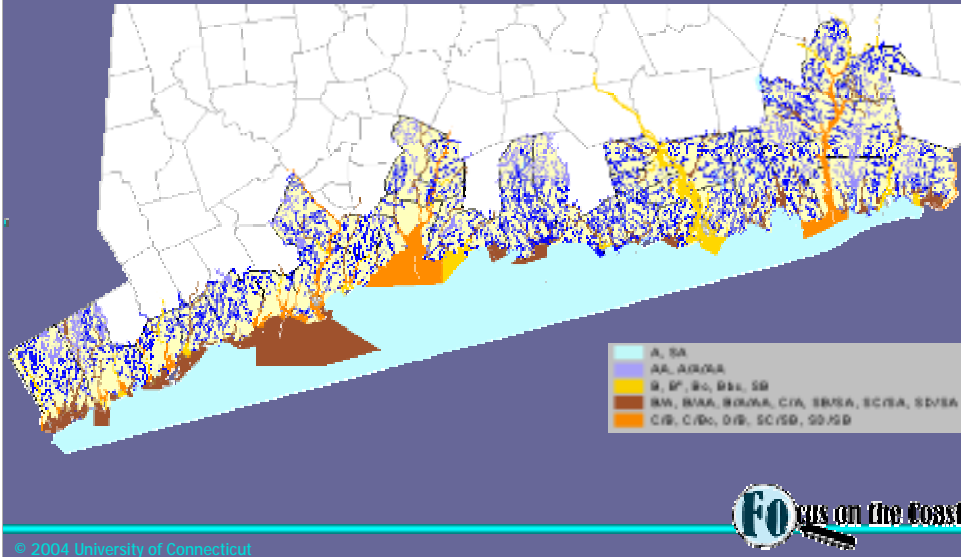 A, SA
AA, A/A/AA
B, B*, Bc, Bbc, SB
B/A, B/AA, B/A/AA, C/A, SB/SA, SC/SA, SD/SA
C/B, C/Bc, D/B, SC/SB, SD/SB
Focus on the Coast
© 2004 University of Connecticut